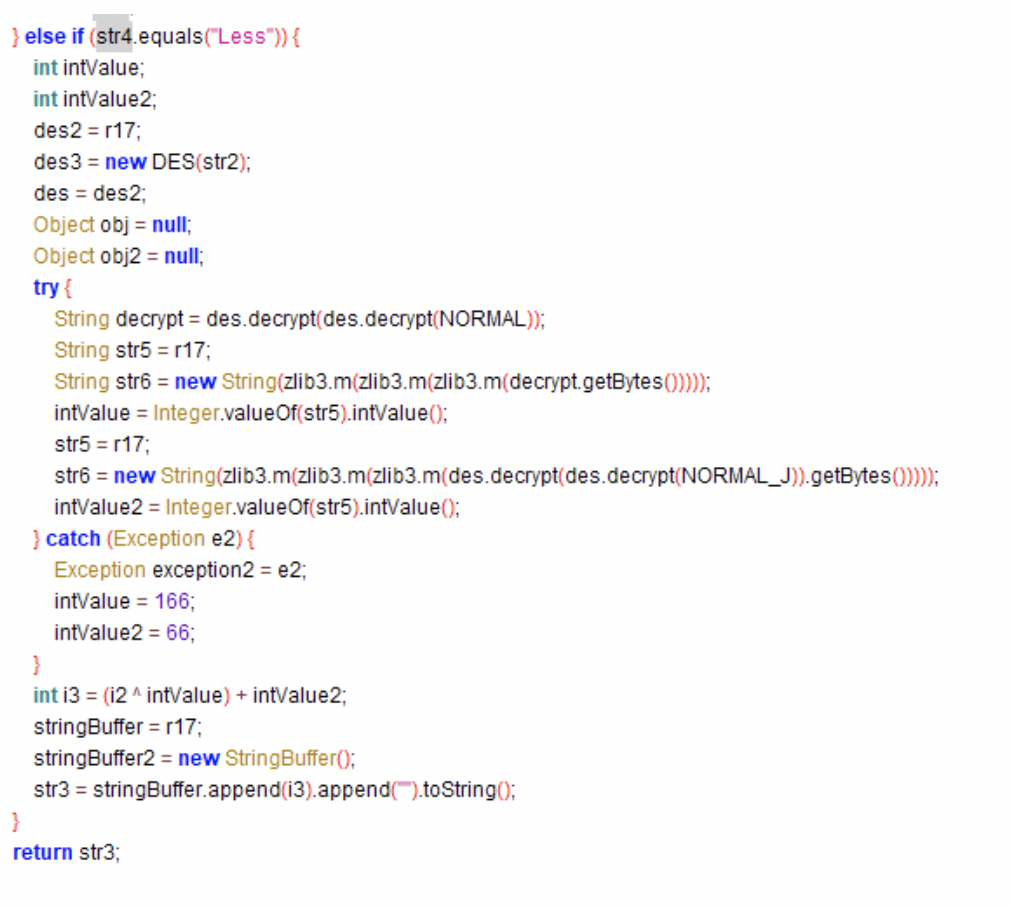 } else if (str4.equals("Less")) {
int intValue;
int intValue2;
des2 = r17;
des3 = new DES(str2);
des = des2;
Object obj = null;
Object obj2 = null;
try {
String decrypt = des.decrypt(des.decrypt(NORMAL));
String str5 = r17;
String str6 = new String(zlib3.m(zlib3.m(zlib3.m(decrypt.getBytes()))));
intValue = Integer.valueOf(str5).intValue();
str5 = r17;
str6 = new String(zlib3.m(zlib3.m(zlib3.m(des.decrypt(des.decrypt(NORMAL_J)).getBytes()))));
intValue2 = Integer.valueOf(str5).intValue();
} catch (Exception e2) {
Exception exception2 = e2;
intValue = 166;
intValue2 = 66;
}
int i3 = (i2 ^ intValue) + intValue2;
stringBuffer = r17;
stringBuffer2 = new StringBuffer();
str3 = stringBuffer.append(i3).append("").toString();
}
return str3;